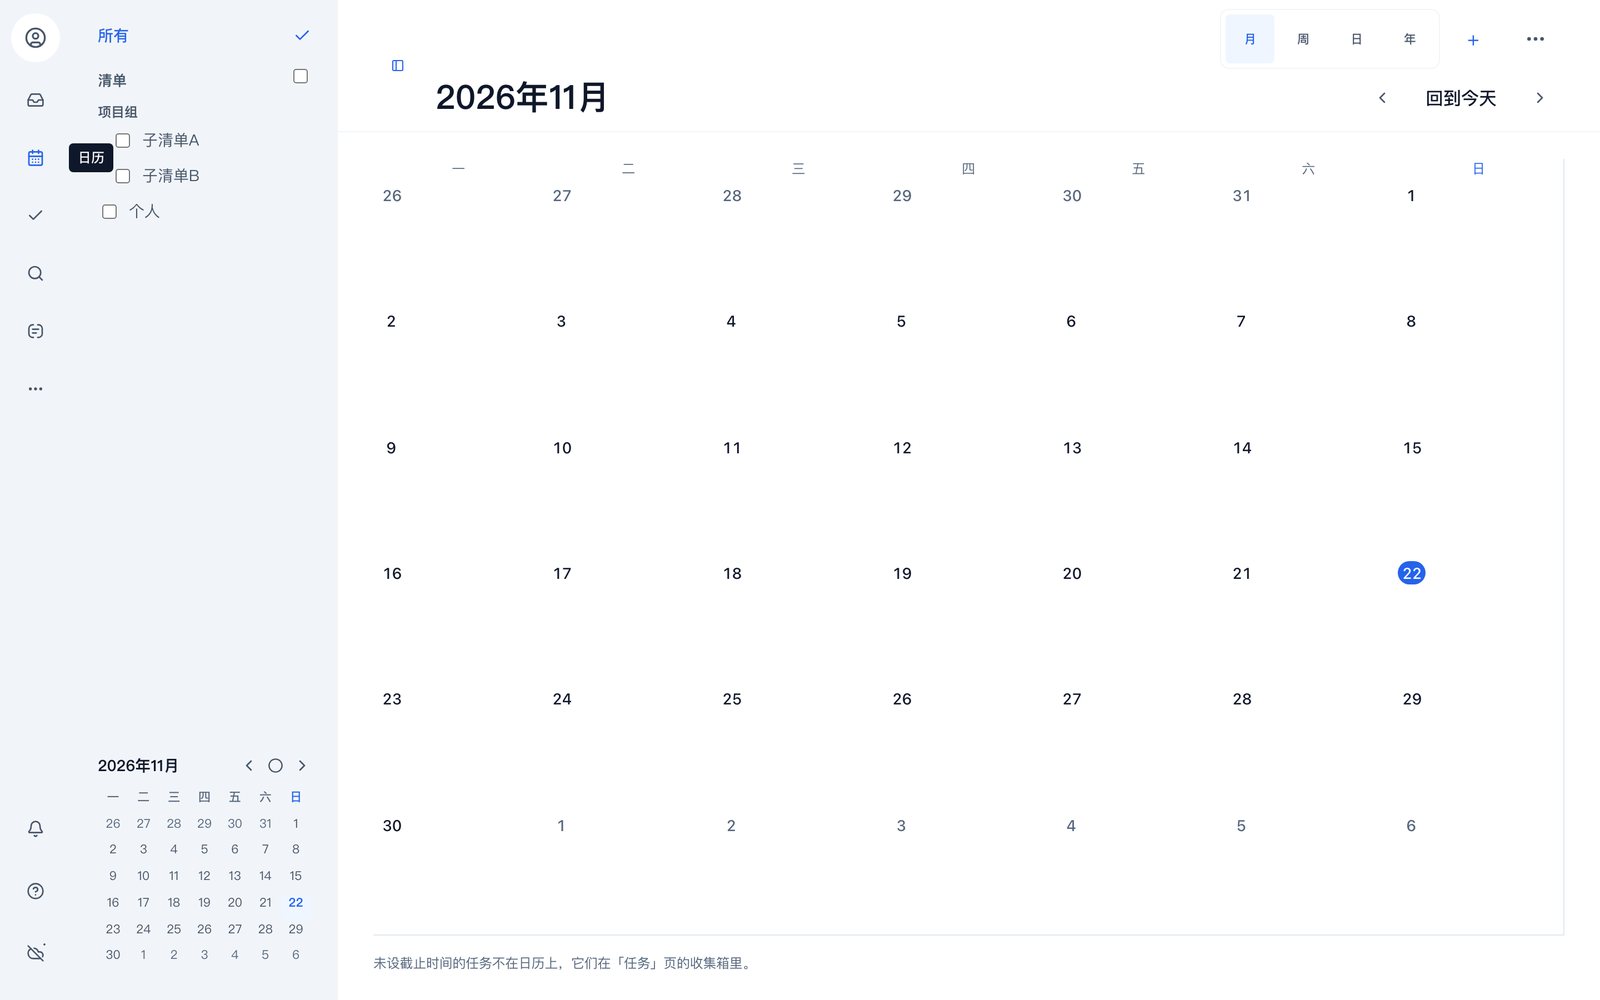 所有
清单
项目组
子清单A
日历
子清单B
个人
2026年11月
一 二 三 四 五 六 日
26 27 28 29 30 31 1
2 3 4 5 6 7 8
9 10 11 12 13 14 15
16 17 18 19 20 21 22
23 24 25 26 27 28 29
30 1 2 3 4 5 6
月 周 日 年
2026年11月
回到今天
一 二 三 四 五 六 日
26 27 28 29 30 31 1
2 3 4 5 6 7 8
9 10 11 12 13 14 15
16 17 18 19 20 21 22
23 24 25 26 27 28 29
30 1 2 3 4 5 6
未设截止时间的任务不在日历上，它们在「任务」页的收集箱里。